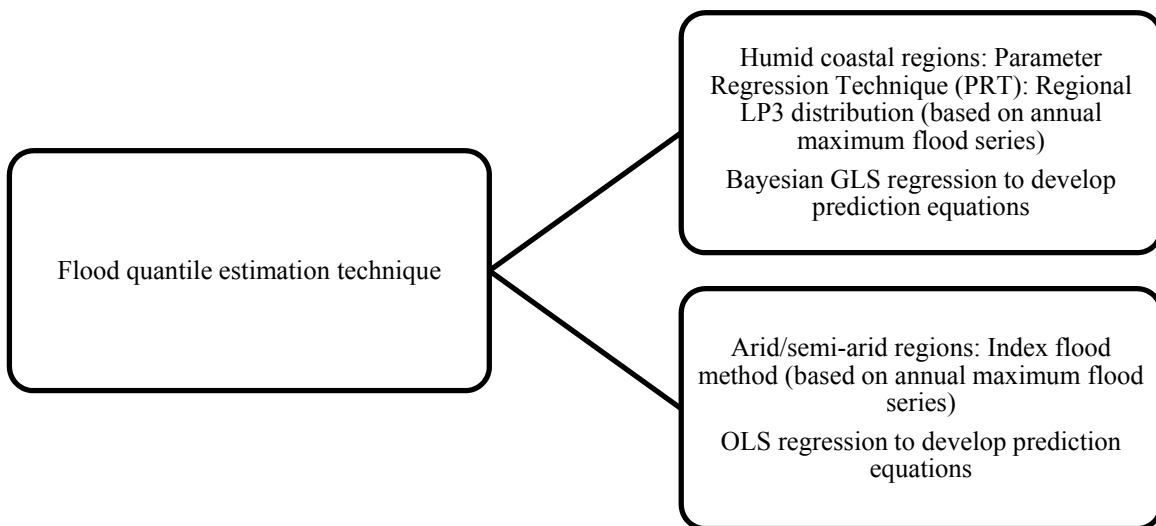 Flood quantile estimation technique
Humid coastal regions: Parameter
Regression Technique (PRT): Regional
LP3 distribution (based on annual
maximum flood series)
Bayesian GLS regression to develop
prediction equations
Arid/semi-arid regions: Index flood
method (based on annual maximum flood
series)
OLS regression to develop prediction
equations